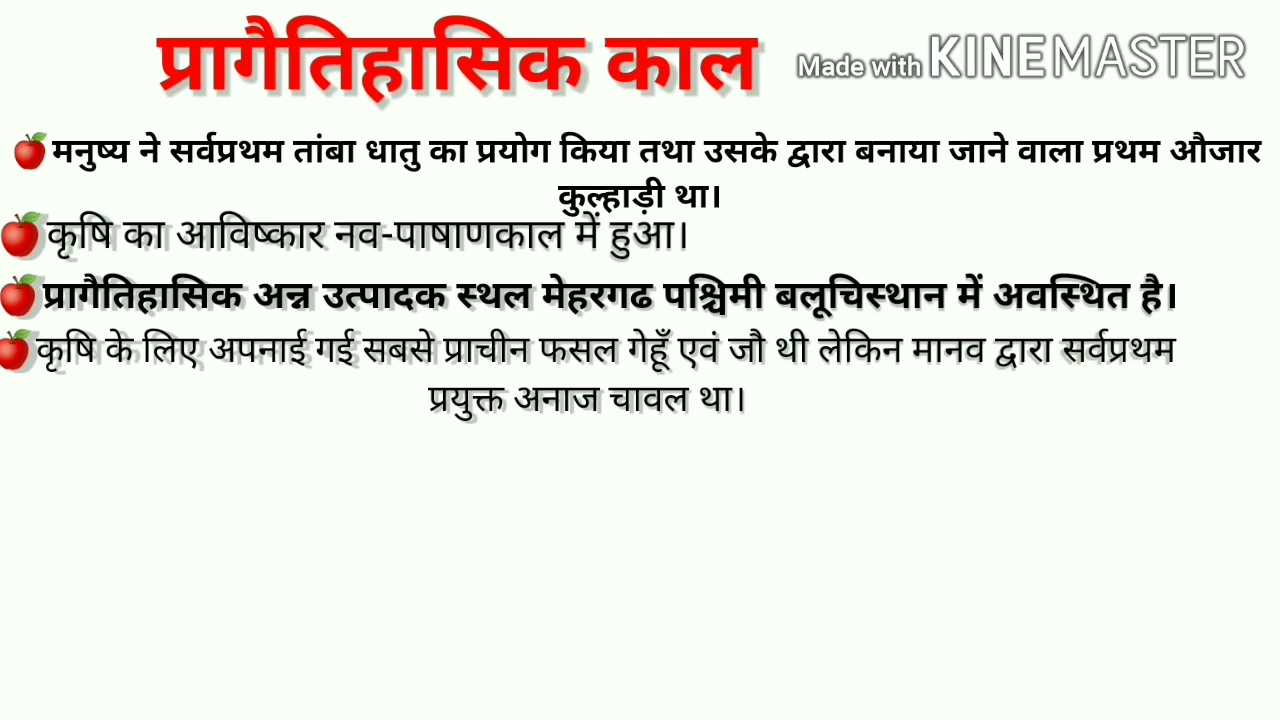 प्रागैतिहासिक काल
Made with KINEMASTER
मनुष्य ने सर्वप्रथम तांबा धातु का प्रयोग किया तथा उसके द्वारा बनाया जाने वाला प्रथम औजार
कुल्हाड़ी था।
कृषि का आविष्कार नव-पाषाणकाल में हुआ।
प्रागैतिहासिक अन्न उत्पादक स्थल मेहरगढ पश्चिमी बलूचिस्थान में अवस्थित है।
कृषि के लिए अपनाई गई सबसे प्राचीन फसल गेहूँ एवं जौ थी लेकिन मानव द्वारा सर्वप्रथम
प्रयुक्त अनाज चावल था।